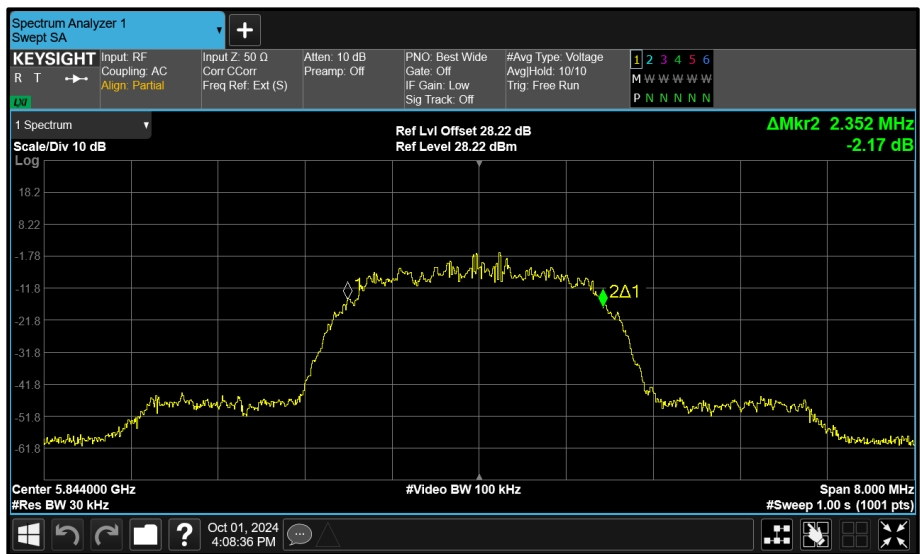 Spectrum Analyzer 1
Swept SA
KEYSIGHT
R T
LXI
Input: RF
Coupling: AC
Align: Partial
Input Z: 50 Ω
Corr CCorr
Freq Ref: Ext (S)
Atten: 10 dB
Preamp: Off
PNO: Best Wide
Gate: Off
IF Gain: Low
Sig Track: Off
#Avg Type: Voltage
Avg|Hold: 10/10
Trig: Free Run
1 2 3 4 5 6
M W W W W W
P N N N N N
1 Spectrum
Scale/Div 10 dB
Ref Lvl Offset 28.22 dB
Ref Level 28.22 dBm
ΔMkr2 2.352 MHz
-2.17 dB
Log
18.2
8.22
-1.78
-11.8
-21.8
-31.8
-41.8
-51.8
-61.8
1
2Δ1
Center 5.844000 GHz
#Res BW 30 kHz
#Video BW 100 kHz
Span 8.000 MHz
#Sweep 1.00 s (1001 pts)
Oct 01, 2024
4:08:36 PM